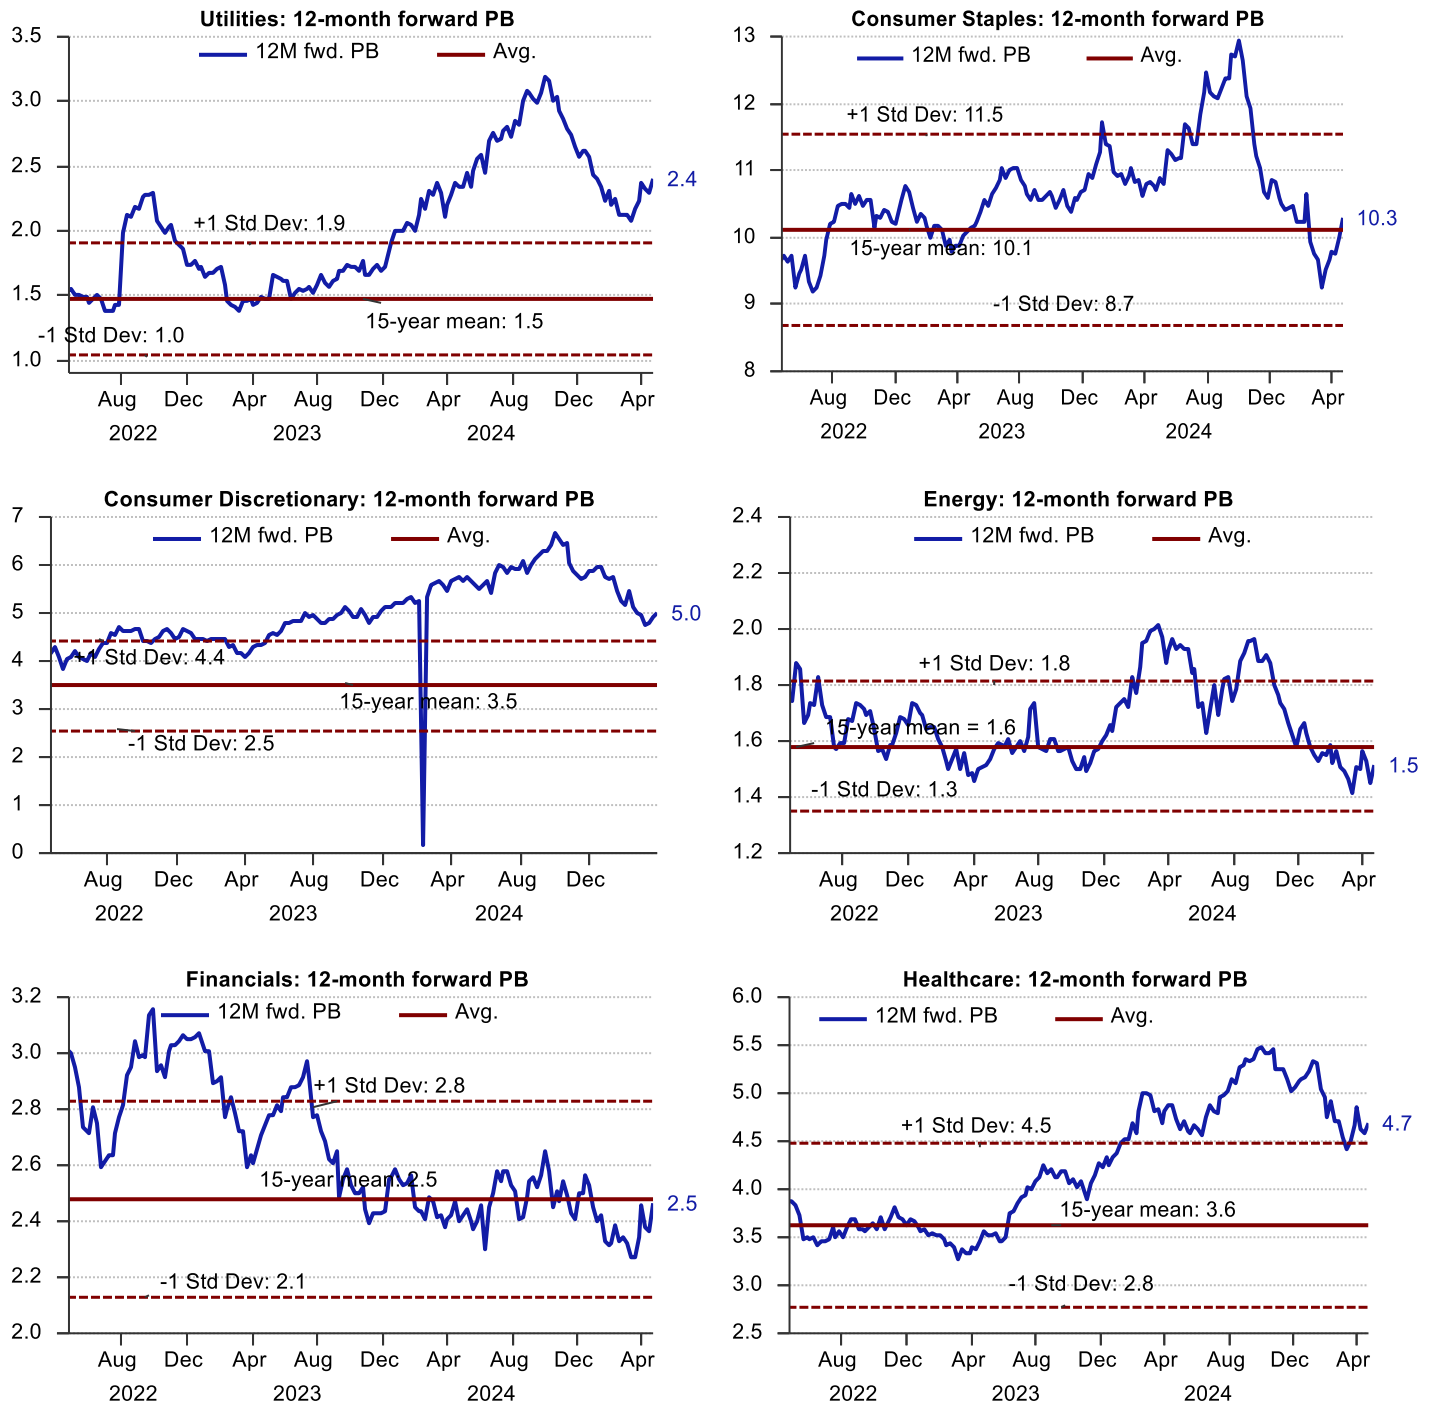 Utilities: 12-month forward PB
12M fwd. PB
Avg.
3.5
3.0
2.5
2.0
1.5
1.0
+1 Std Dev: 1.9
15-year mean: 1.5
-1 Std Dev: 1.0
2.4
Aug Dec Apr Aug Dec Apr Aug Dec Apr
2022 2023 2024
Consumer Staples: 12-month forward PB
12M fwd. PB
Avg.
13
12
11
10
9
8
+1 Std Dev: 11.5
15-year mean: 10.1
-1 Std Dev: 8.7
10.3
Aug Dec Apr Aug Dec Apr Aug Dec Apr
2022 2023 2024
Consumer Discretionary: 12-month forward PB
12M fwd. PB
Avg.
7
6
5
4
3
2
1
0
+1 Std Dev: 4.4
15-year mean: 3.5
-1 Std Dev: 2.5
5.0
Aug Dec Apr Aug Dec Apr Aug Dec
2022 2023 2024
Energy: 12-month forward PB
12M fwd. PB
Avg.
2.4
2.2
2.0
1.8
1.6
1.4
1.2
+1 Std Dev: 1.8
15-year mean = 1.6
-1 Std Dev: 1.3
1.5
Aug Dec Apr Aug Dec Apr Aug Dec Apr
2022 2023 2024
Financials: 12-month forward PB
12M fwd. PB
Avg.
3.2
3.0
2.8
2.6
2.4
2.2
2.0
+1 Std Dev: 2.8
15-year mean: 2.5
-1 Std Dev: 2.1
2.5
Aug Dec Apr Aug Dec Apr Aug Dec Apr
2022 2023 2024
Healthcare: 12-month forward PB
12M fwd. PB
Avg.
6.0
5.5
5.0
4.5
4.0
3.5
3.0
2.5
+1 Std Dev: 4.5
15-year mean: 3.6
-1 Std Dev: 2.8
4.7
Aug Dec Apr Aug Dec Apr Aug Dec Apr
2022 2023 2024